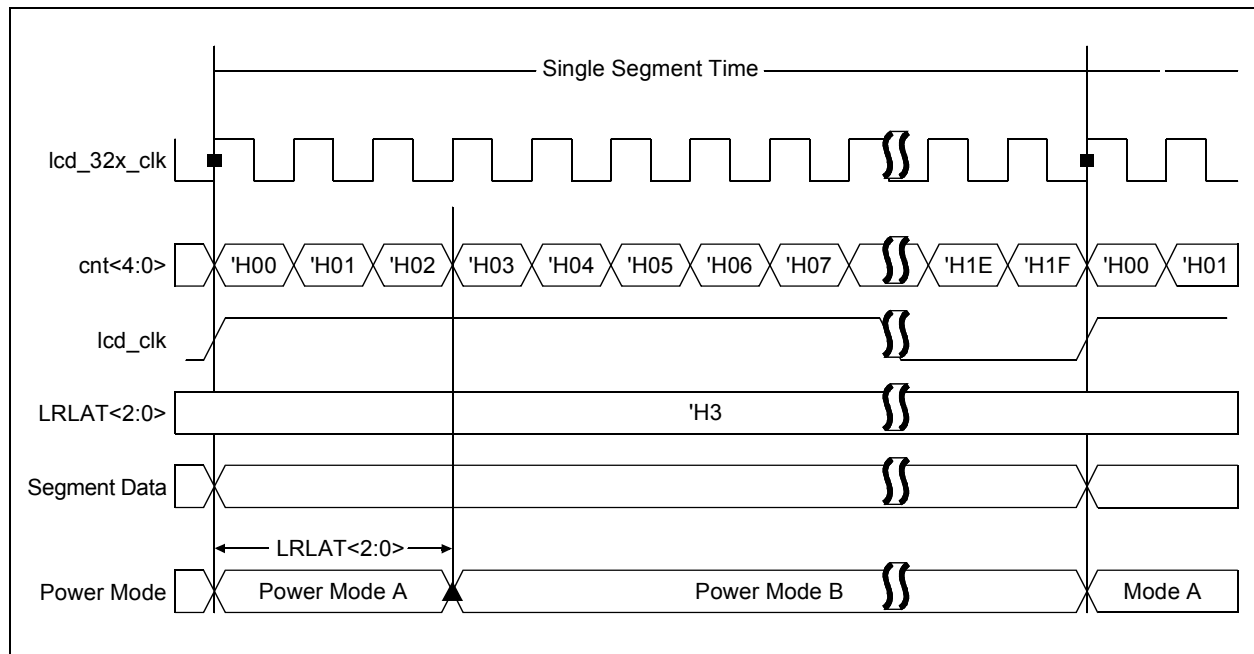 Single Segment Time
lcd_32x_clk
cnt<4:0> 'H00 'H01 'H02 'H03 'H04 'H05 'H06 'H07 'H1E 'H1F 'H00 'H01
lcd_clk
LRLAT<2:0> 'H3
Segment Data
LRLAT<2:0>
Power Mode Power Mode A Power Mode B Mode A